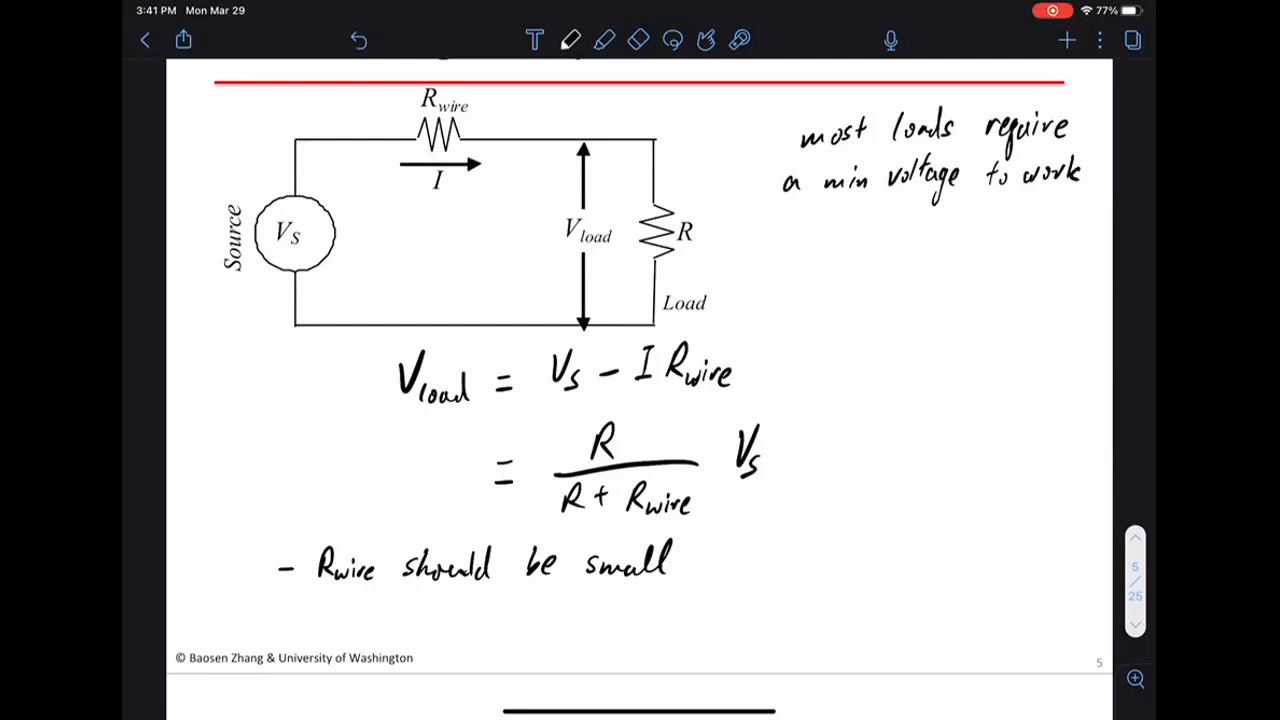 3:41 PM Mon Mar 29
77%
T
R_wire
I
Source
V_S
V_load
R
Load
most loads require
a min voltage to work
V_load = V_s - I R_wire
= R / (R + R_wire) V_s
- R_wire should be small
5
/
25
© Baosen Zhang & University of Washington
5